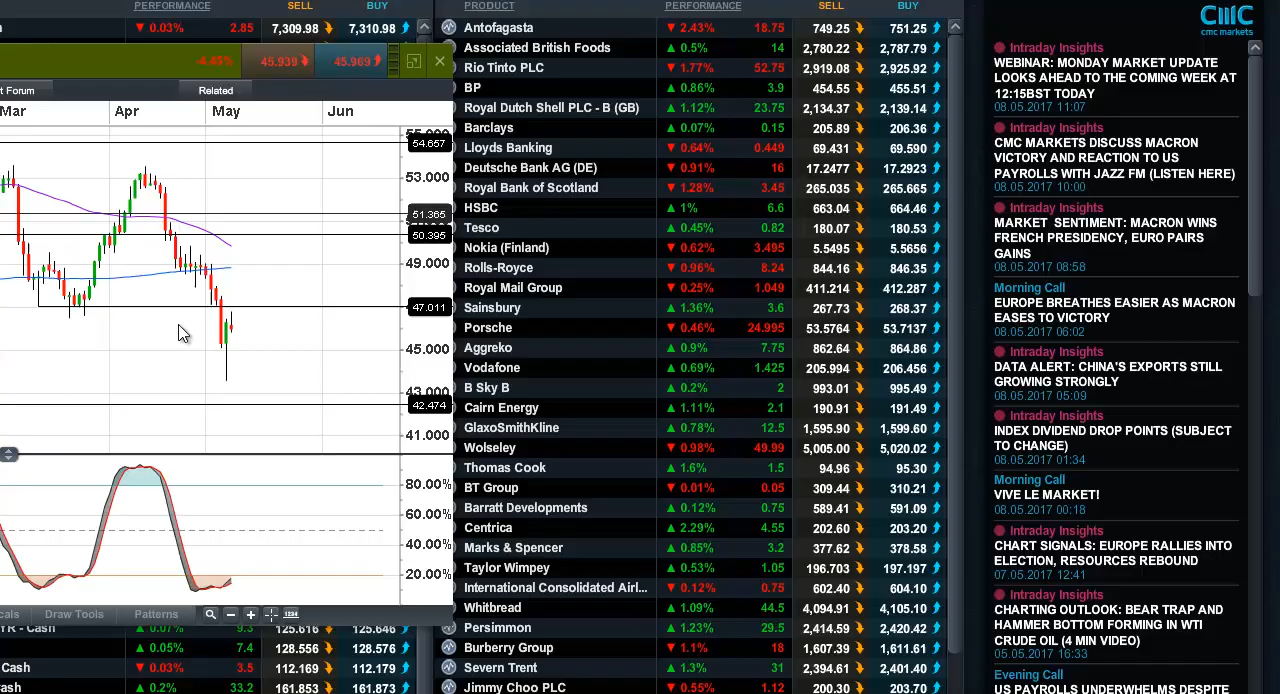 PERFORMANCE SELL BUY
▼ 0.03% 2.85 7,309.98 7,310.98
-4.45% 45.939 45.969
t Forum Related
Mar Apr May Jun
54.657
53.000
51.365
50.395
49.000
47.011
45.000
43.000
42.474
41.000
80.00%
60.00%
40.00%
20.00%
cals Draw Tools Patterns
YR - Cash ▲ 0.07% 9.3 125.616 125.646
▲ 0.05% 7.4 128.556 128.576
Cash ▼ 0.03% 3.5 112.169 112.179
ash ▲ 0.2% 33.2 161.853 161.873
PRODUCT PERFORMANCE SELL BUY
Antofagasta ▼ 2.43% 18.75 749.25 751.25
Associated British Foods ▲ 0.5% 14 2,780.22 2,787.79
Rio Tinto PLC ▼ 1.77% 52.75 2,919.08 2,925.92
BP ▲ 0.86% 3.9 454.55 455.51
Royal Dutch Shell PLC - B (GB) ▲ 1.12% 23.75 2,134.37 2,139.14
Barclays ▲ 0.07% 0.15 205.89 206.36
Lloyds Banking ▼ 0.64% 0.449 69.431 69.590
Deutsche Bank AG (DE) ▼ 0.91% 16 17.2477 17.2923
Royal Bank of Scotland ▼ 1.28% 3.45 265.035 265.665
HSBC ▲ 1% 6.6 663.04 664.46
Tesco ▲ 0.45% 0.82 180.07 180.53
Nokia (Finland) ▼ 0.62% 3.495 5.5495 5.5656
Rolls-Royce ▼ 0.96% 8.24 844.16 846.35
Royal Mail Group ▼ 0.25% 1.049 411.214 412.287
Sainsbury ▲ 1.36% 3.6 267.73 268.37
Porsche ▼ 0.46% 24.995 53.5764 53.7137
Aggreko ▲ 0.9% 7.75 862.64 864.86
Vodafone ▲ 0.69% 1.425 205.994 206.456
B Sky B ▲ 0.2% 2 993.01 995.49
Cairn Energy ▲ 1.11% 2.1 190.91 191.49
GlaxoSmithKline ▲ 0.78% 12.5 1,595.90 1,599.60
Wolseley ▼ 0.98% 49.99 5,005.00 5,020.02
Thomas Cook ▲ 1.6% 1.5 94.96 95.30
BT Group ▼ 0.01% 0.05 309.44 310.21
Barratt Developments ▲ 0.12% 0.75 589.41 591.09
Centrica ▲ 2.29% 4.55 202.60 203.20
Marks & Spencer ▲ 0.85% 3.2 377.62 378.58
Taylor Wimpey ▲ 0.53% 1.05 196.703 197.197
International Consolidated Airl... ▼ 0.12% 0.75 602.40 604.10
Whitbread ▲ 1.09% 44.5 4,094.91 4,105.10
Persimmon ▲ 1.23% 29.5 2,414.59 2,420.42
Burberry Group ▼ 1.1% 18 1,607.39 1,611.61
Severn Trent ▲ 1.3% 31 2,394.61 2,401.40
Jimmy Choo PLC ▼ 0.55% 1.12 200.30 203.70
cmc
cmc markets
Intraday Insights
WEBINAR: MONDAY MARKET UPDATE
LOOKS AHEAD TO THE COMING WEEK AT
12:15BST TODAY
08.05.2017 11:07
Intraday Insights
CMC MARKETS DISCUSS MACRON
VICTORY AND REACTION TO US
PAYROLLS WITH JAZZ FM (LISTEN HERE)
08.05.2017 10:00
Intraday Insights
MARKET SENTIMENT: MACRON WINS
FRENCH PRESIDENCY, EURO PAIRS
GAINS
08.05.2017 08:58
Morning Call
EUROPE BREATHES EASIER AS MACRON
EASES TO VICTORY
08.05.2017 06:02
Intraday Insights
DATA ALERT: CHINA'S EXPORTS STILL
GROWING STRONGLY
08.05.2017 05:09
Intraday Insights
INDEX DIVIDEND DROP POINTS (SUBJECT
TO CHANGE)
08.05.2017 01:34
Morning Call
VIVE LE MARKET!
08.05.2017 00:18
Intraday Insights
CHART SIGNALS: EUROPE RALLIES INTO
ELECTION, RESOURCES REBOUND
07.05.2017 12:41
Intraday Insights
CHARTING OUTLOOK: BEAR TRAP AND
HAMMER BOTTOM FORMING IN WTI
CRUDE OIL (4 MIN VIDEO)
05.05.2017 16:33
Evening Call
US PAYROLLS UNDERWHELMS DESPITE